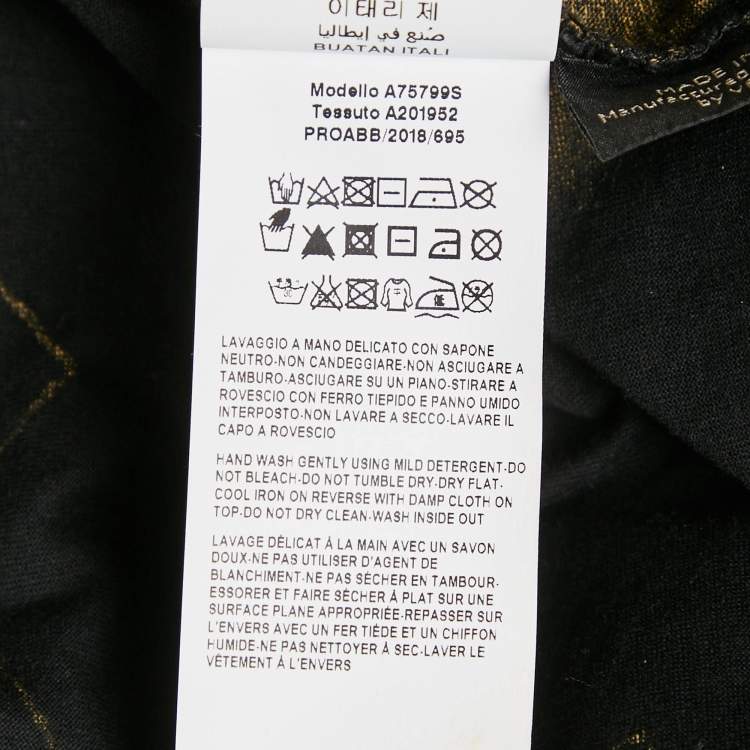 이태리 제
صنع في إيطاليا
BUATAN ITALI
Modello A75799S
Tessuto A201952
PROABB/2018/695
LAVAGGIO A MANO DELICATO CON SAPONE
NEUTRO-NON CANDEGGIARE-NON ASCIUGARE A
TAMBURO-ASCIUGARE SU UN PIANO-STIRARE A
ROVESCIO CON FERRO TIEPIDO E PANNO UMIDO
INTERPOSTO-NON LAVARE A SECCO-LAVARE IL
CAPO A ROVESCIO
HAND WASH GENTLY USING MILD DETERGENT-DO
NOT BLEACH-DO NOT TUMBLE DRY-DRY FLAT-
COOL IRON ON REVERSE WITH DAMP CLOTH ON
TOP-DO NOT DRY CLEAN-WASH INSIDE OUT
LAVAGE DÉLICAT À LA MAIN AVEC UN SAVON
DOUX-NE PAS UTILISER D'AGENT DE
BLANCHIMENT-NE PAS SÉCHER EN TAMBOUR-
ESSORER ET FAIRE SÉCHER À PLAT SUR UNE
SURFACE PLANE APPROPRIÉE-REPASSER SUR
L'ENVERS AVEC UN FER TIÉDE ET UN CHIFFON
HUMIDE-NE PAS NETTOYER À SEC-LAVER LE
VÊTEMENT À L'ENVERS
MADE IN
Manufactured
by